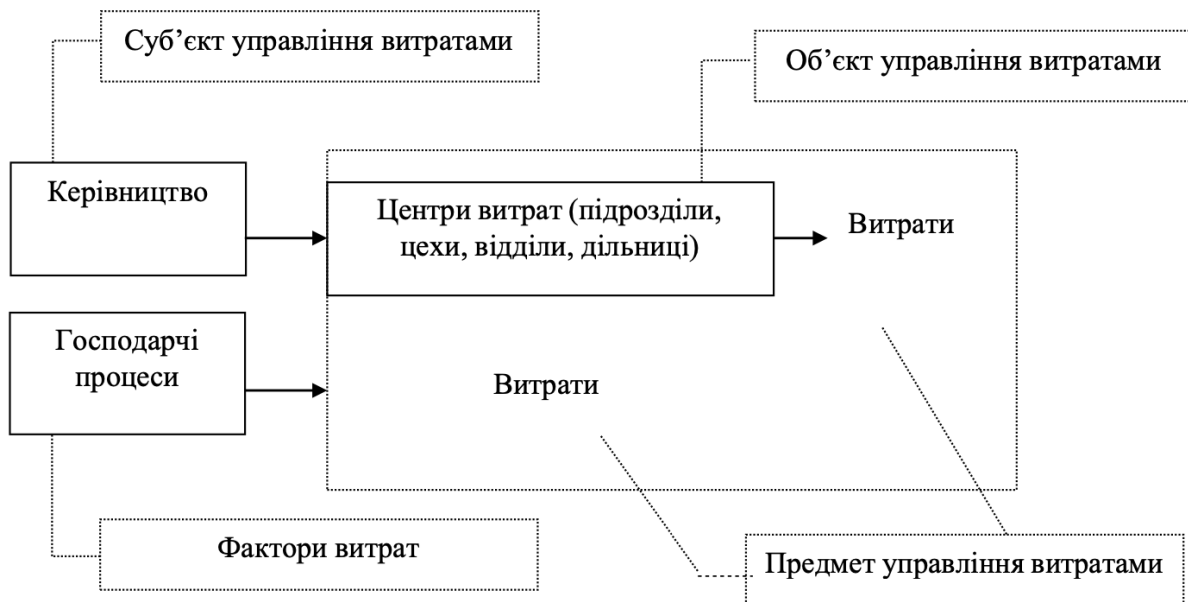 Суб’єкт управління витратами
Об’єкт управління витратами
Керівництво
Центри витрат (підрозділи,
цехи, відділи, дільниці)
Витрати
Господарчі
процеси
Витрати
Фактори витрат
Предмет управління витратами